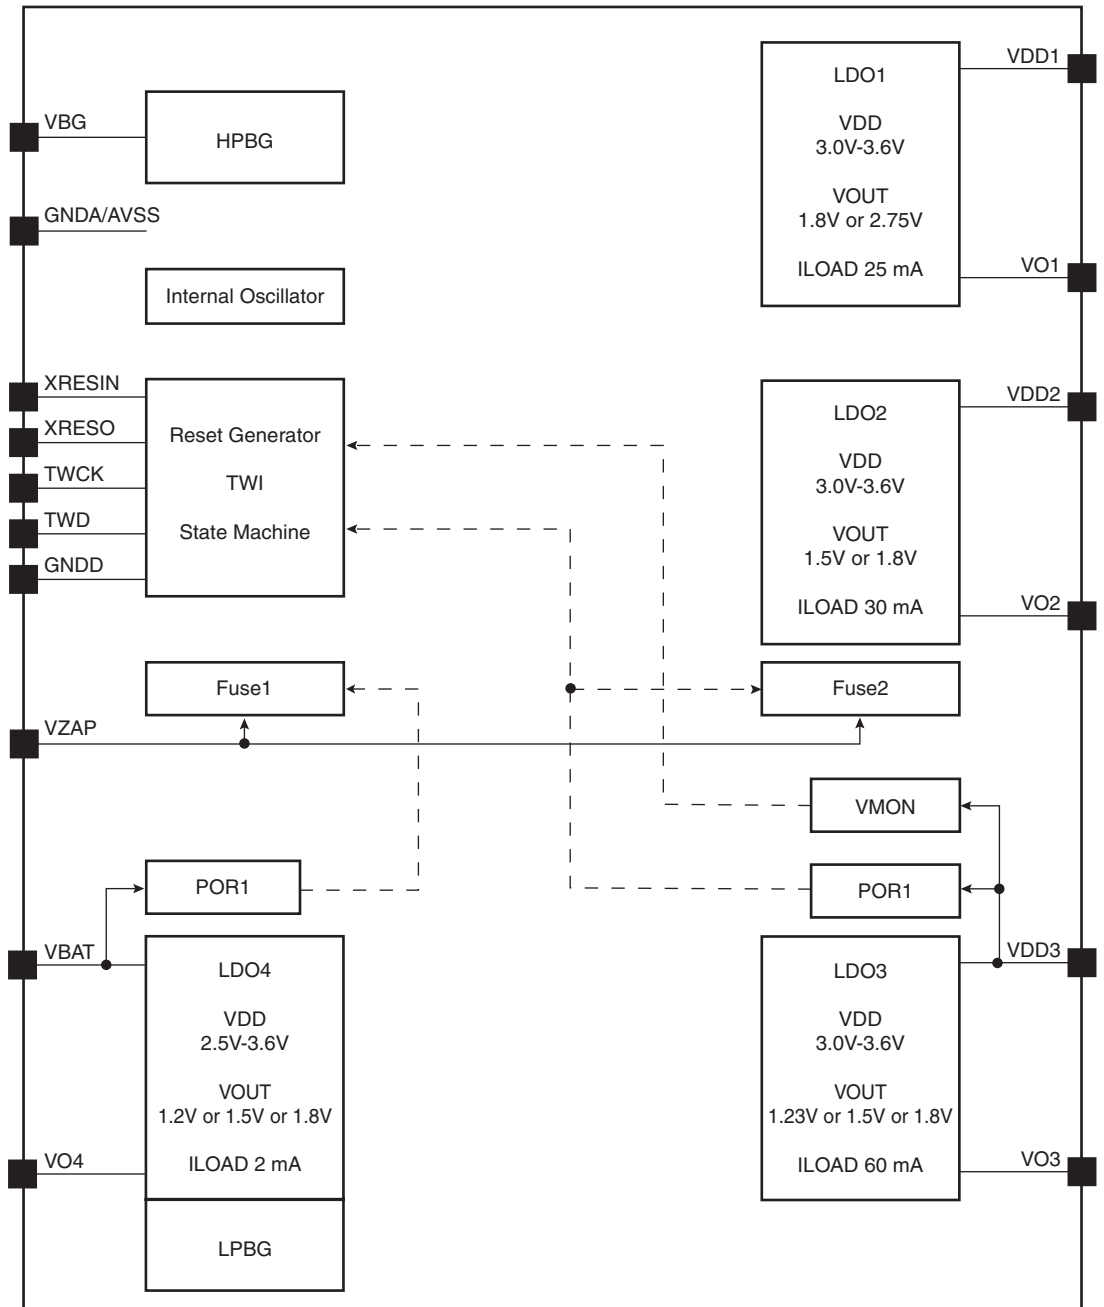 VBG
HPBG
GNDA/AVSS
Internal Oscillator
XRESIN
XRESO
TWCK
TWD
GNDD
Reset Generator
TWI
State Machine
Fuse1
VZAP
POR1
VBAT
LDO4
VDD
2.5V-3.6V
VOUT
1.2V or 1.5V or 1.8V
ILOAD 2 mA
VO4
LPBG
LDO1
VDD
3.0V-3.6V
VOUT
1.8V or 2.75V
ILOAD 25 mA
VDD1
VO1
LDO2
VDD
3.0V-3.6V
VOUT
1.5V or 1.8V
ILOAD 30 mA
VDD2
VO2
Fuse2
VMON
POR1
LDO3
VDD
3.0V-3.6V
VOUT
1.23V or 1.5V or 1.8V
ILOAD 60 mA
VDD3
VO3